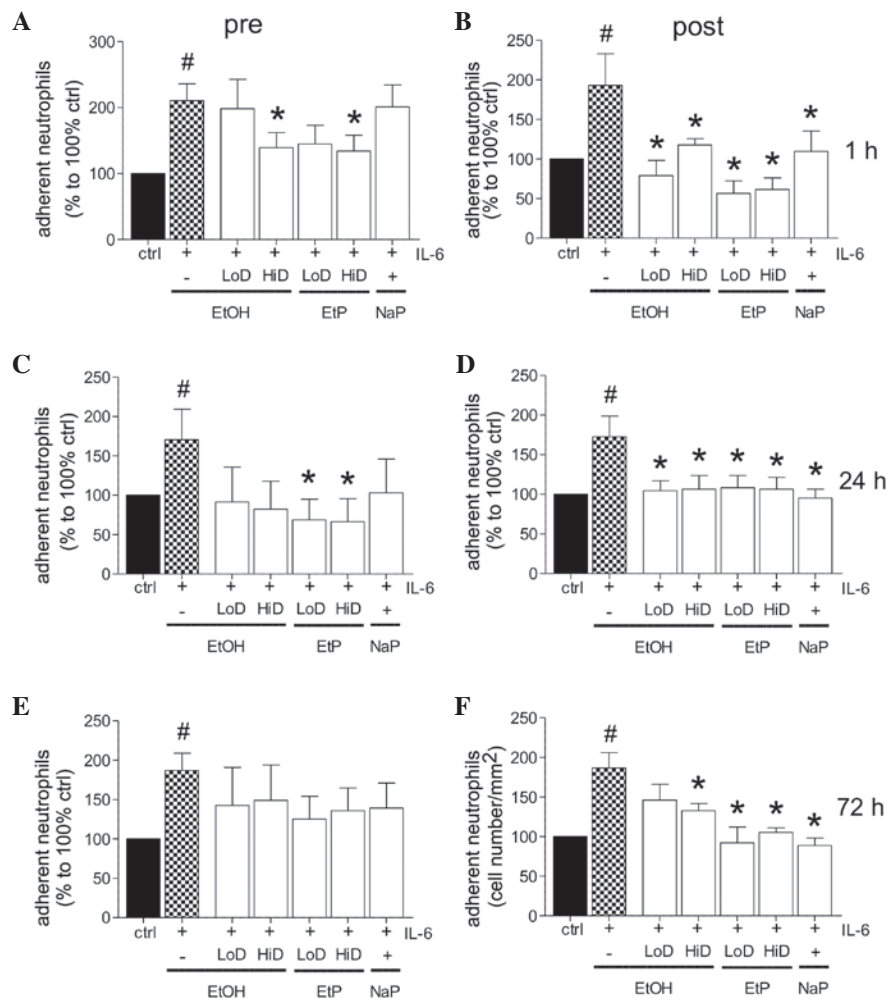 A pre
adherent neutrophils
(% to 100% ctrl)
300
200
100
0
#
*
*
ctrl + + + + + + IL-6
- LoD HiD LoD HiD +
EtOH EtP NaP
B post
adherent neutrophils
(% to 100% ctrl)
250
200
150
100
50
0
#
*
*
*
*
*
1 h
ctrl + + + + + + IL-6
- LoD HiD LoD HiD +
EtOH EtP NaP
C
adherent neutrophils
(% to 100% ctrl)
250
200
150
100
50
0
#
*
*
ctrl + + + + + + IL-6
- LoD HiD LoD HiD +
EtOH EtP NaP
D
adherent neutrophils
(% to 100% ctrl)
250
200
150
100
50
0
#
*
*
*
*
*
24 h
ctrl + + + + + + IL-6
- LoD HiD LoD HiD +
EtOH EtP NaP
E
adherent neutrophils
(% to 100% ctrl)
250
200
150
100
50
0
#
ctrl + + + + + + IL-6
- LoD HiD LoD HiD +
EtOH EtP NaP
F
adherent neutrophils
(cell number/mm²)
250
200
150
100
50
0
#
*
*
*
*
72 h
ctrl + + + + + + IL-6
- LoD HiD LoD HiD +
EtOH EtP NaP